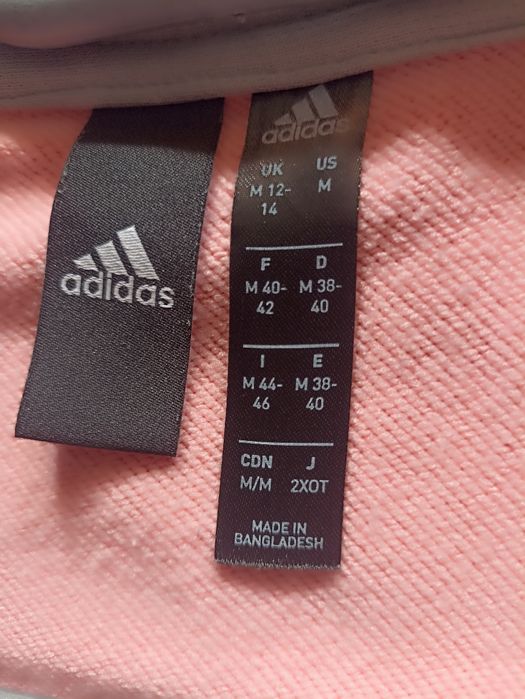 adidas
adidas
UK US
M 12- M
14
F D
M 40- M 38-
42 40
I E
M 44- M 38-
46 40
CDN J
M/M 2XOT
MADE IN
BANGLADESH